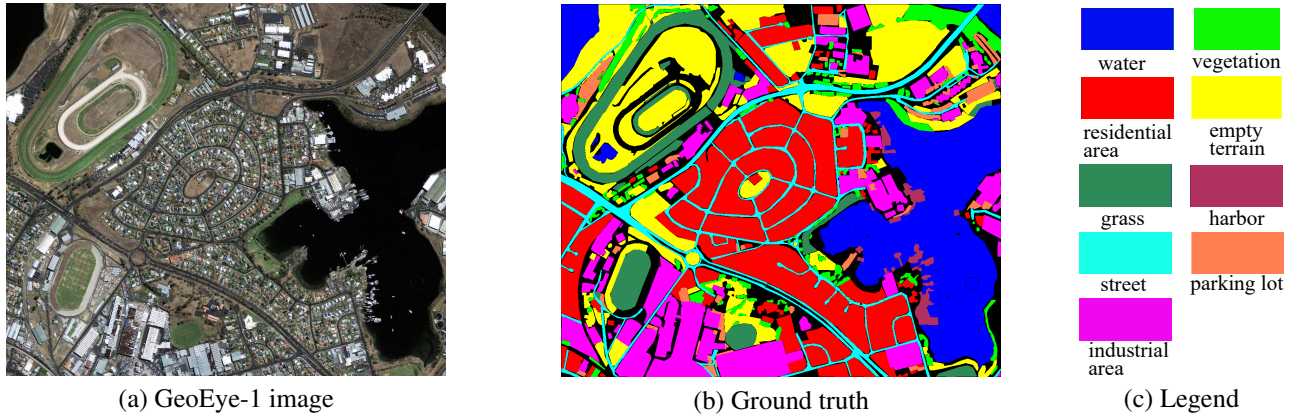 water
vegetation
residential
area
empty
terrain
grass
harbor
street
parking lot
industrial
area
(a) GeoEye-1 image
(b) Ground truth
(c) Legend